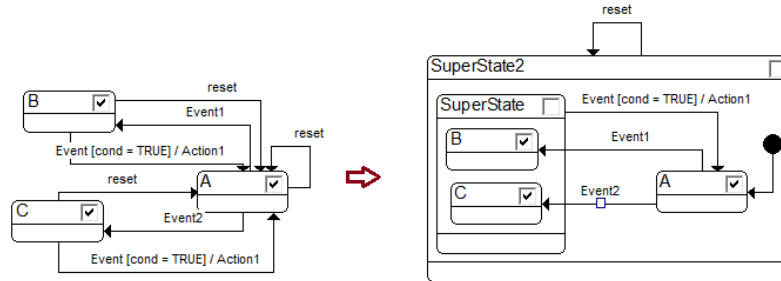 reset
B
Event1
reset
Event [cond = TRUE] / Action1
reset
A
C
Event2
Event [cond = TRUE] / Action1
reset
SuperState2
SuperState
Event [cond = TRUE] / Action1
B
Event1
C
Event2
A